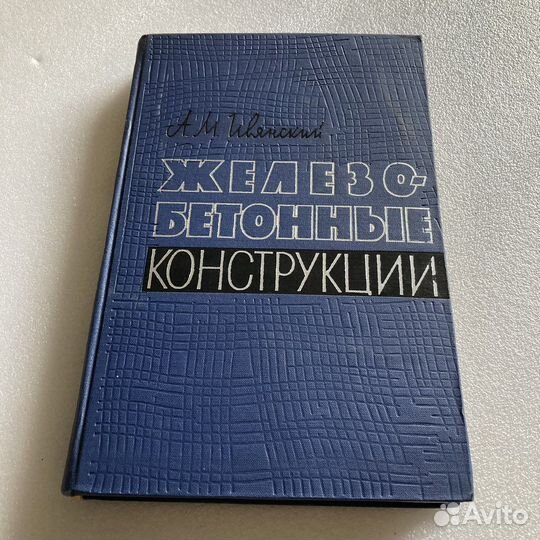 А.М. Ивянский
ЖЕЛЕЗО-
БЕТОННЫЕ
КОНСТРУКЦИИ
Avito